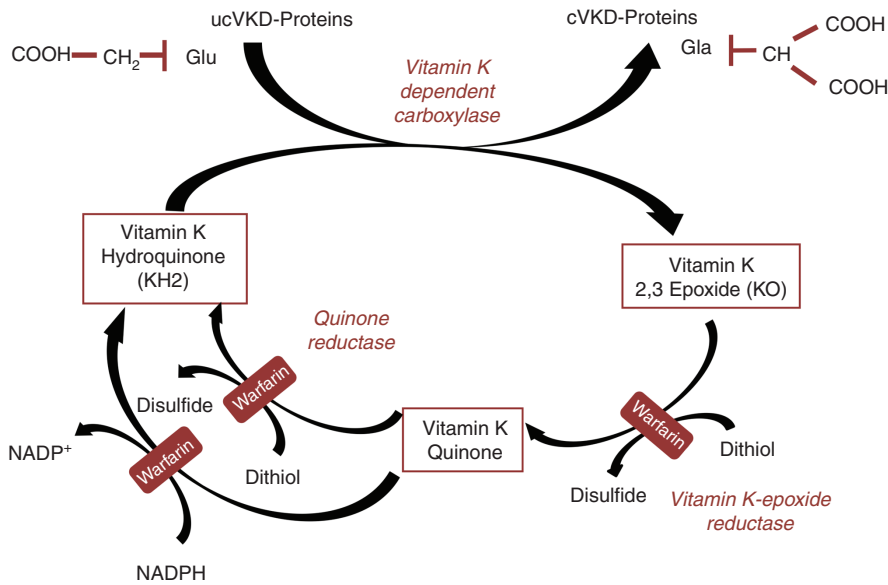 ucVKD-Proteins
cVKD-Proteins
COOH
CH2
Glu
Gla
CH
COOH
COOH
Vitamin K
dependent
carboxylase
Vitamin K
Hydroquinone
(KH2)
Vitamin K
2,3 Epoxide (KO)
Quinone
reductase
Warfarin
Disulfide
Dithiol
Warfarin
NADP+
NADPH
Vitamin K
Quinone
Warfarin
Dithiol
Disulfide
Vitamin K-epoxide
reductase